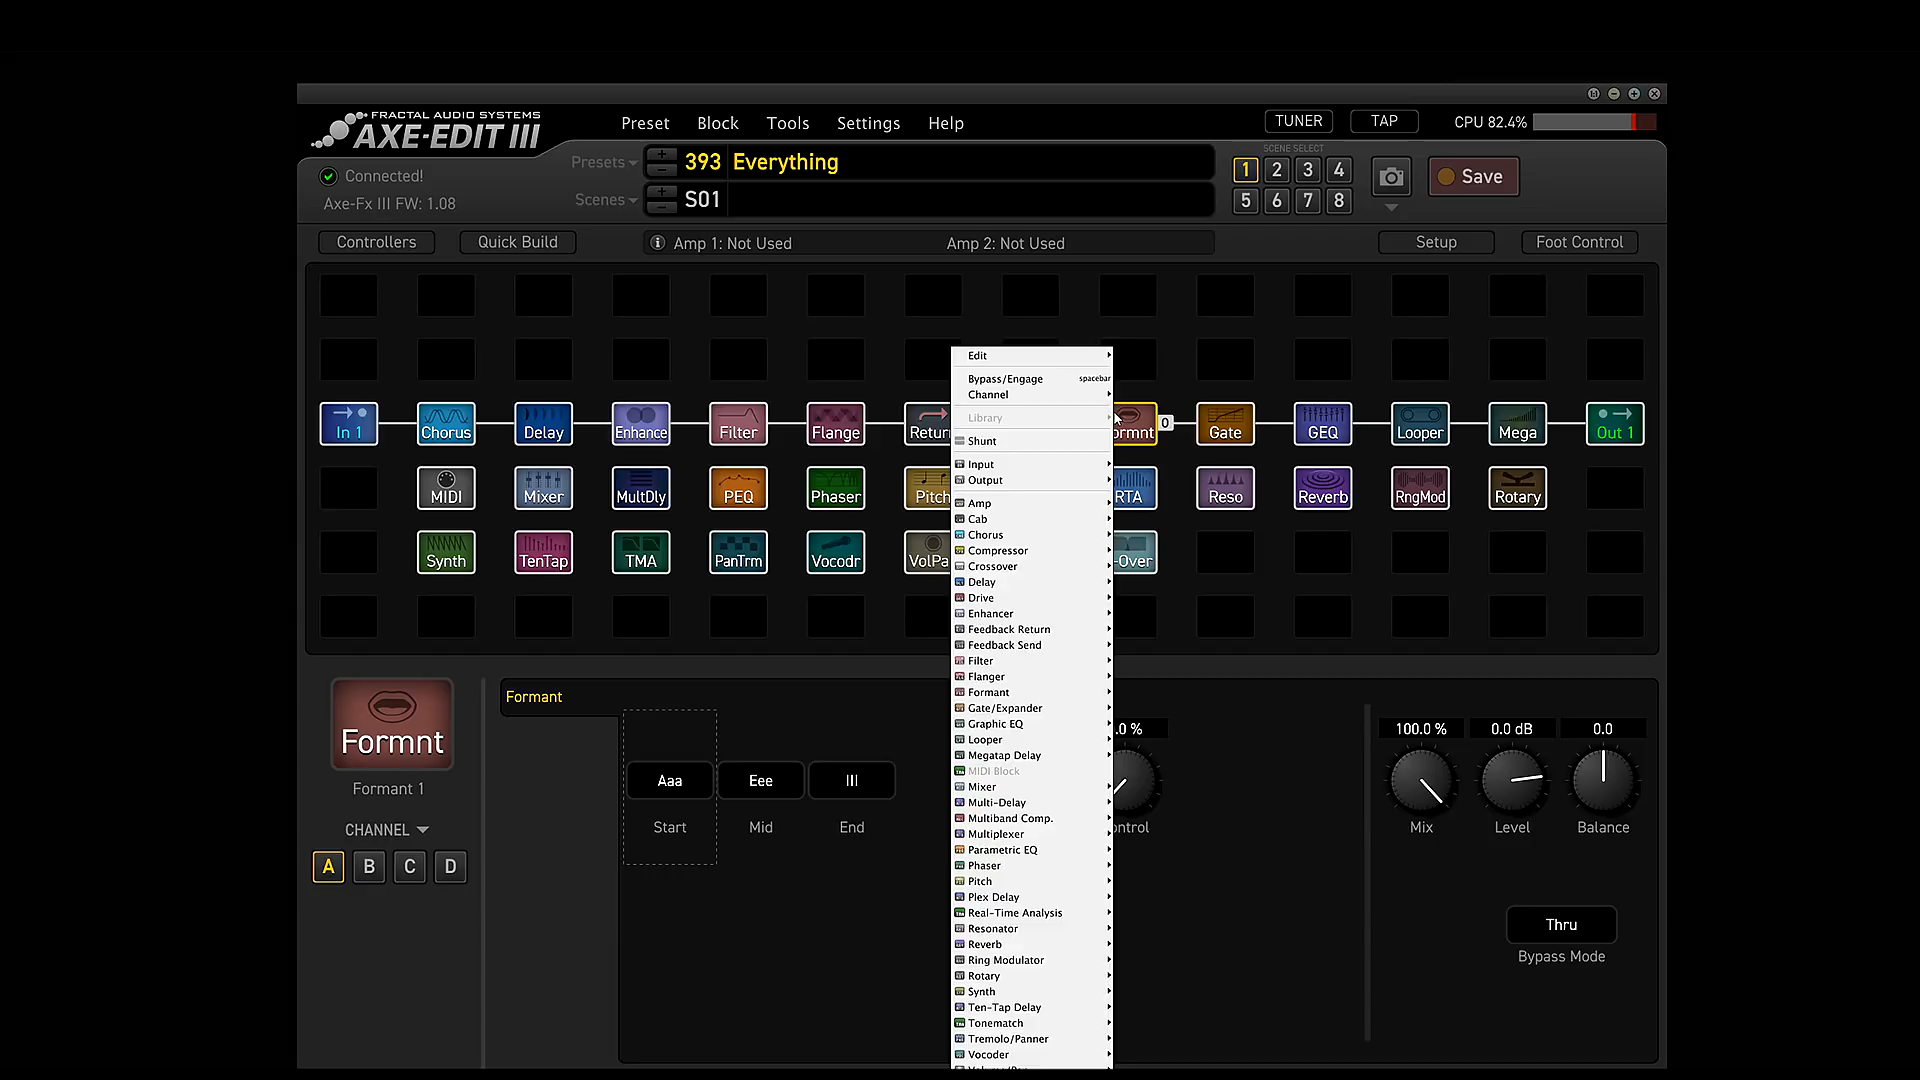 FRACTAL AUDIO SYSTEMS
AXE-EDIT III
Preset Block Tools Settings Help
TUNER TAP CPU 82.4%
Presets 393 Everything
SCENE SELECT
1 2 3 4
Save
Connected!
Axe-Fx III FW: 1.08
Scenes S01
5 6 7 8
Controllers Quick Build Amp 1: Not Used Amp 2: Not Used Setup Foot Control
In 1 Chorus Delay Enhance Filter Flange Return ormnt 0 Gate GEQ Looper Mega Out 1
MIDI Mixer MultDly PEQ Phaser Pitch RTA Reso Reverb RngMod Rotary
Synth TenTap TMA PanTrm Vocodr VolPa -Over
Edit
Bypass/Engage spacebar
Channel
Library
Shunt
Input
Output
Amp
Cab
Chorus
Compressor
Crossover
Delay
Drive
Enhancer
Feedback Return
Feedback Send
Filter
Flanger
Formant
Gate/Expander
Graphic EQ
Looper
Megatap Delay
MIDI Block
Mixer
Multi-Delay
Multiband Comp.
Multiplexer
Parametric EQ
Phaser
Pitch
Plex Delay
Real-Time Analysis
Resonator
Reverb
Ring Modulator
Rotary
Synth
Ten-Tap Delay
Tonematch
Tremolo/Panner
Vocoder
Formnt
Formant 1
CHANNEL
A B C D
Formant
Aaa Eee III
Start Mid End
.0 %
ontrol
100.0 % 0.0 dB 0.0
Mix Level Balance
Thru
Bypass Mode